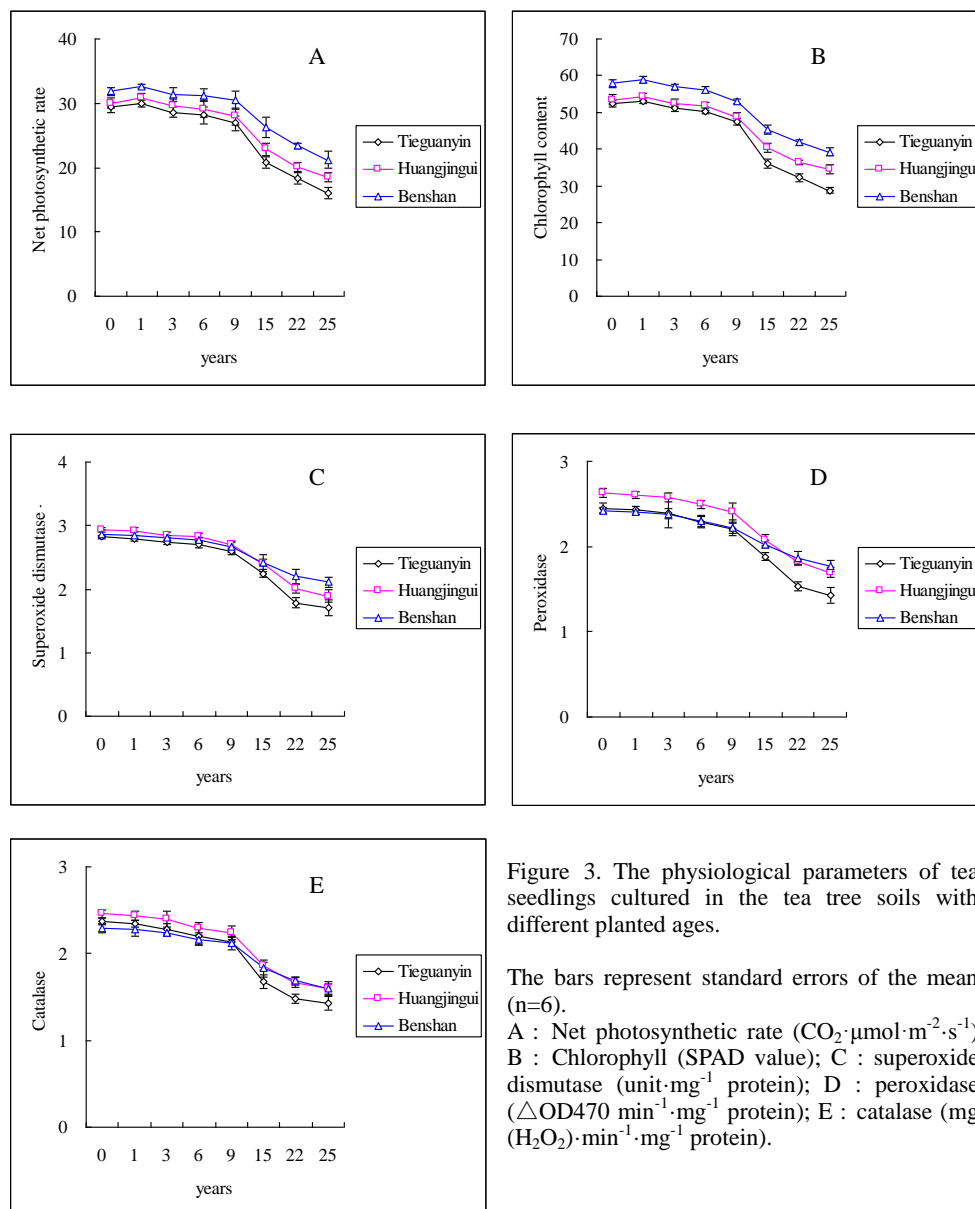 40
30
20
10
0
Net photosynthetic rate
A
0 1 3 6 9 15 22 25
years
Tieguanyin
Huangjingui
Benshan
70
60
50
40
30
20
10
0
Chlorophyll content
B
0 1 3 6 9 15 22 25
years
Tieguanyin
Huangjingui
Benshan
4
3
2
1
0
Superoxide dismutase ·
C
0 1 3 6 9 15 22 25
years
Tieguanyin
Huangjingui
Benshan
3
2
1
0
Peroxidase
D
0 1 3 6 9 15 22 25
years
Tieguanyin
Huangjingui
Benshan
3
2
1
0
Catalase
E
0 1 3 6 9 15 22 25
years
Tieguanyin
Huangjingui
Benshan
Figure 3. The physiological parameters of tea
seedlings cultured in the tea tree soils with
different planted ages.
The bars represent standard errors of the mean
(n=6).
A : Net photosynthetic rate (CO₂·μmol·m⁻²·s⁻¹)
B : Chlorophyll (SPAD value); C : superoxide
dismutase (unit·mg⁻¹ protein); D : peroxidase
(△OD470 min⁻¹·mg⁻¹ protein); E : catalase (mg
(H₂O₂)·min⁻¹·mg⁻¹ protein).